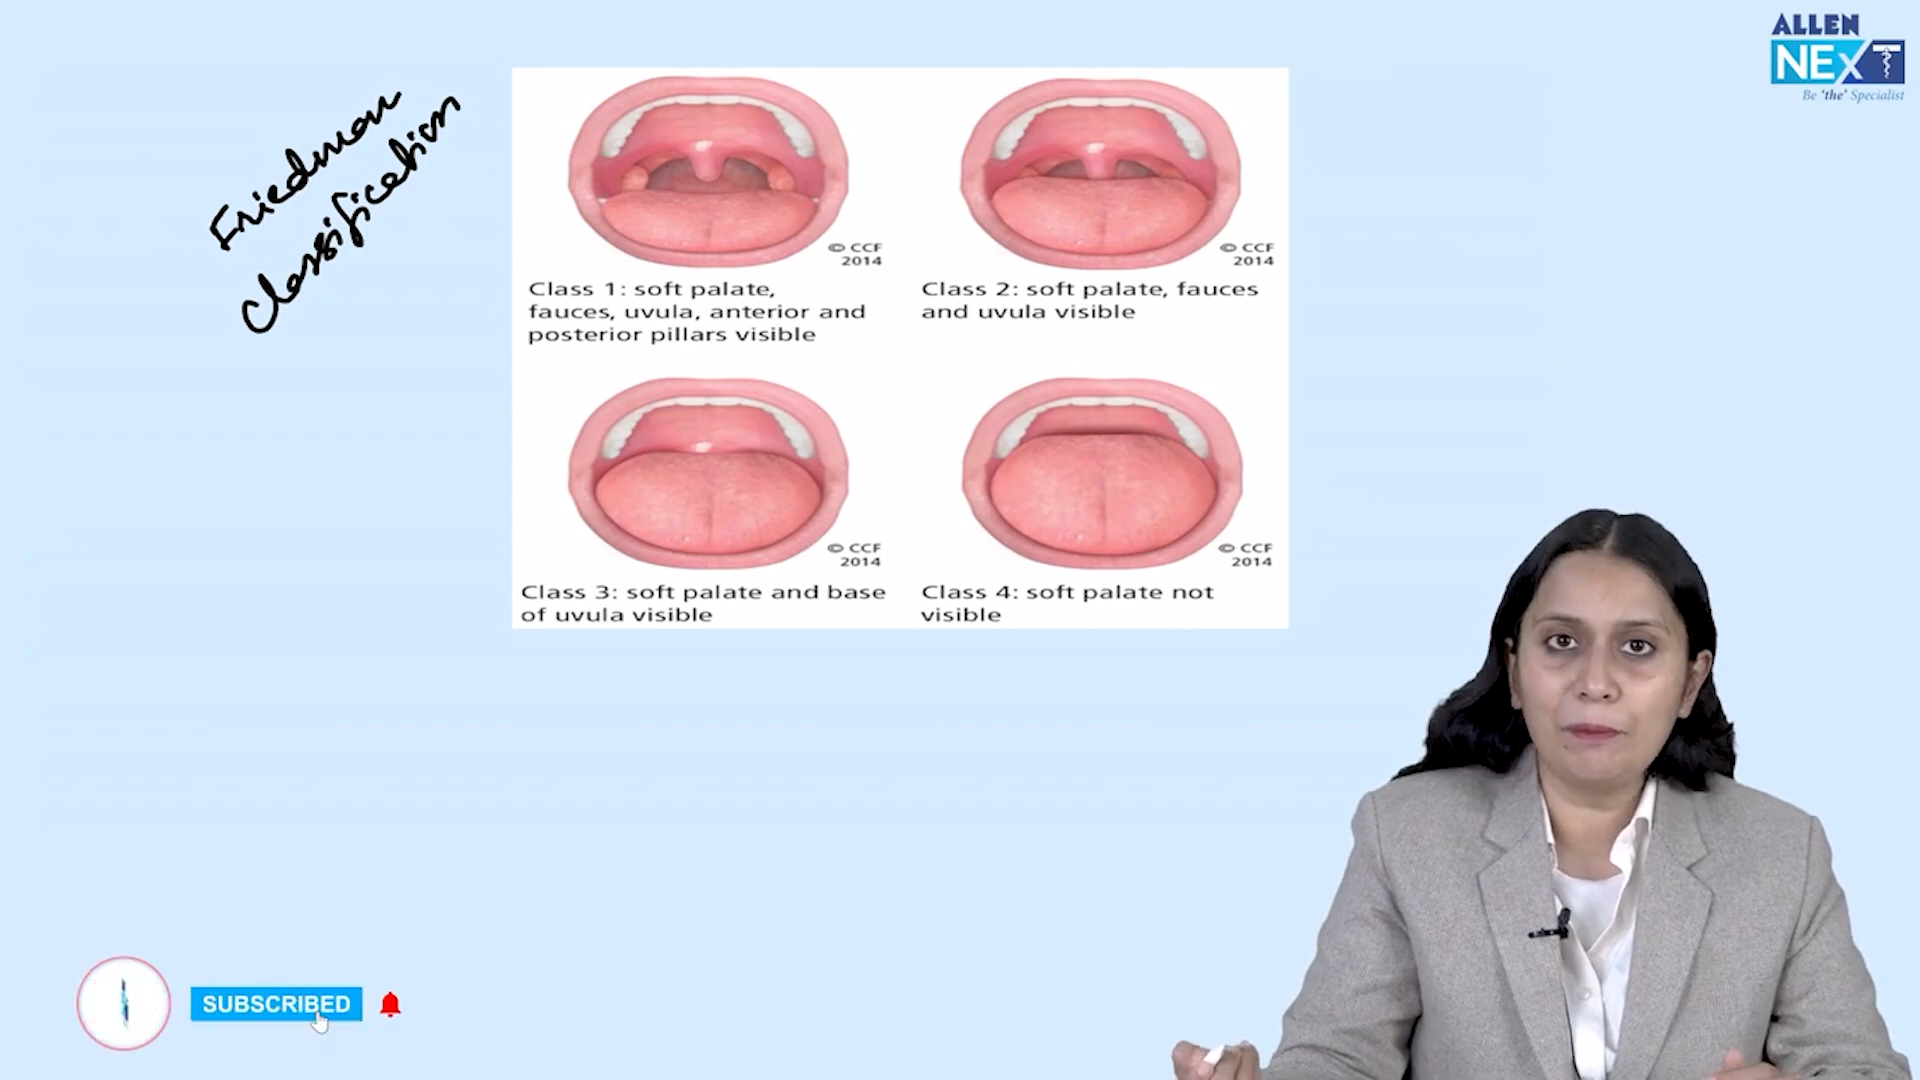 ALLEN
NEXT
Be 'the' Specialist
Friedman
Classification
© CCF
2014
Class 1: soft palate,
fauces, uvula, anterior and
posterior pillars visible
© CCF
2014
Class 2: soft palate, fauces
and uvula visible
© CCF
2014
Class 3: soft palate and base
of uvula visible
© CCF
2014
Class 4: soft palate not
visible
SUBSCRIBED